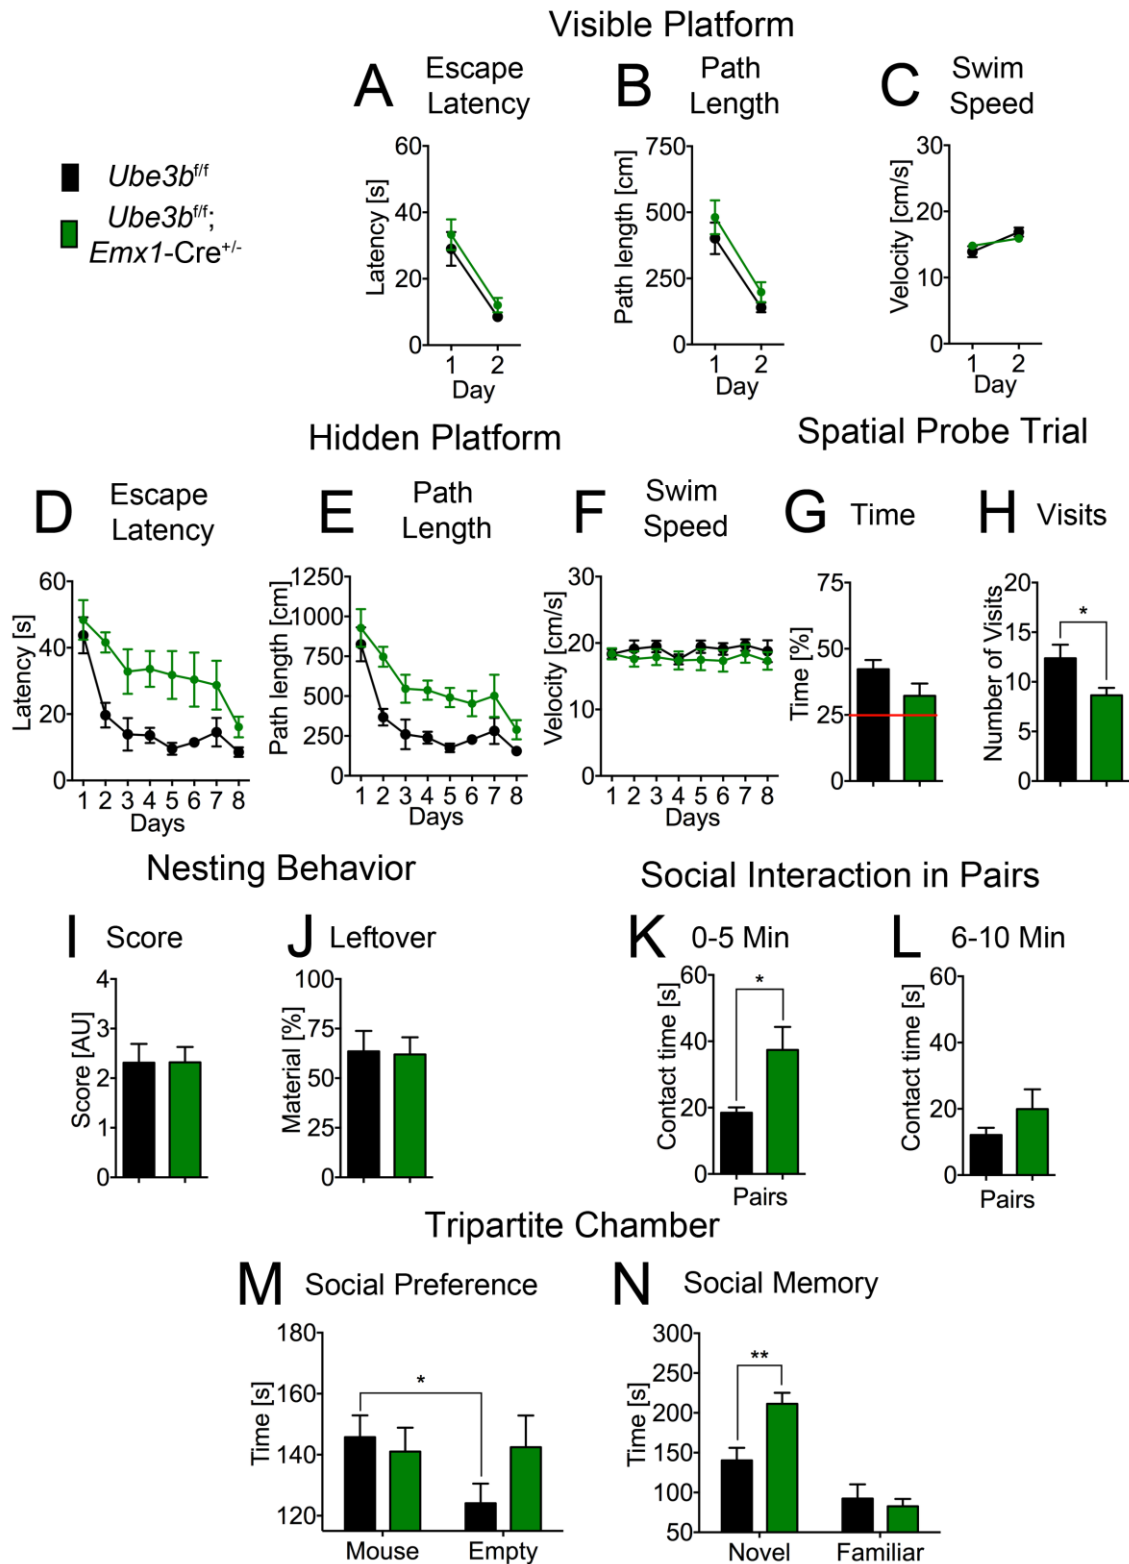 Visible Platform
A Escape Latency
B Path Length
C Swim Speed
Ube3b^f/f
Ube3b^f/f;
Emx1-Cre^+/-
Latency [s]
60
40
20
0
1 2
Day
Path length [cm]
750
500
250
0
1 2
Day
Velocity [cm/s]
30
20
10
0
1 2
Day
Hidden Platform
Spatial Probe Trial
D Escape Latency
E Path Length
F Swim Speed
G Time
H Visits
Latency [s]
60
40
20
0
1 2 3 4 5 6 7 8
Days
Path length [cm]
1250
1000
750
500
250
0
1 2 3 4 5 6 7 8
Days
Velocity [cm/s]
30
20
10
0
1 2 3 4 5 6 7 8
Days
Time [%]
75
50
25
0
Number of Visits
20
15
10
5
0
*
Nesting Behavior
Social Interaction in Pairs
I Score
J Leftover
K 0-5 Min
L 6-10 Min
Score [AU]
4
3
2
1
0
Material [%]
100
75
50
25
0
Contact time [s]
60
40
20
0
*
Pairs
Contact time [s]
60
40
20
0
Pairs
Tripartite Chamber
M Social Preference
N Social Memory
Time [s]
180
160
140
120
*
Mouse Empty
Time [s]
300
250
200
150
100
50
**
Novel Familiar